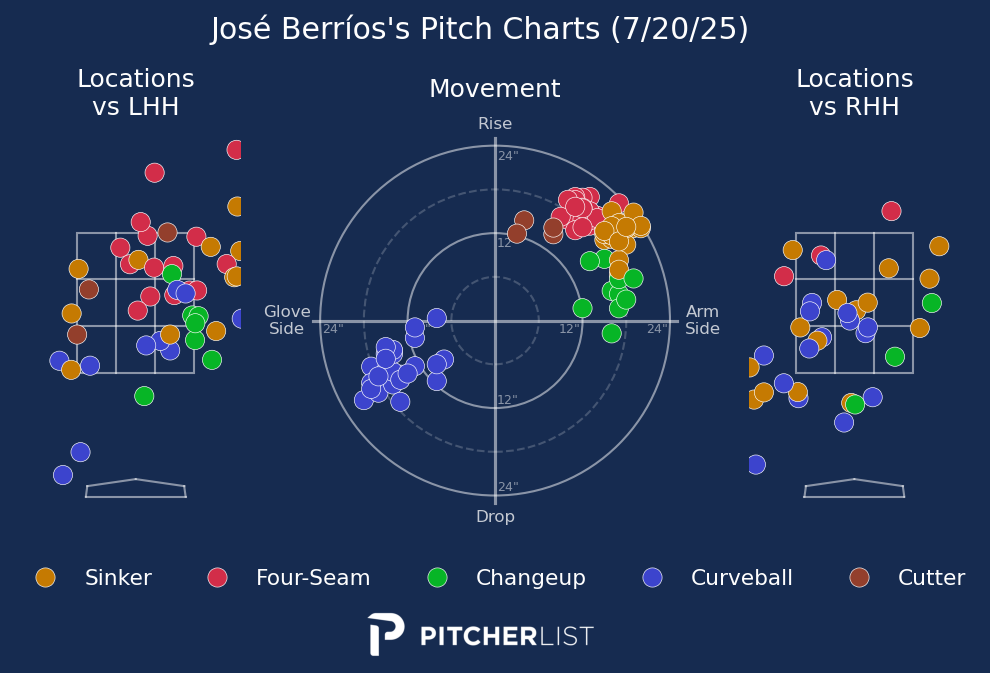 José Berríos's Pitch Charts (7/20/25)
Locations
vs LHH
Movement
Locations
vs RHH
Rise
24"
12"
Glove
Side
24"
12"
24"
Arm
Side
12"
24"
Drop
Sinker
Four-Seam
Changeup
Curveball
Cutter
PITCHERLIST